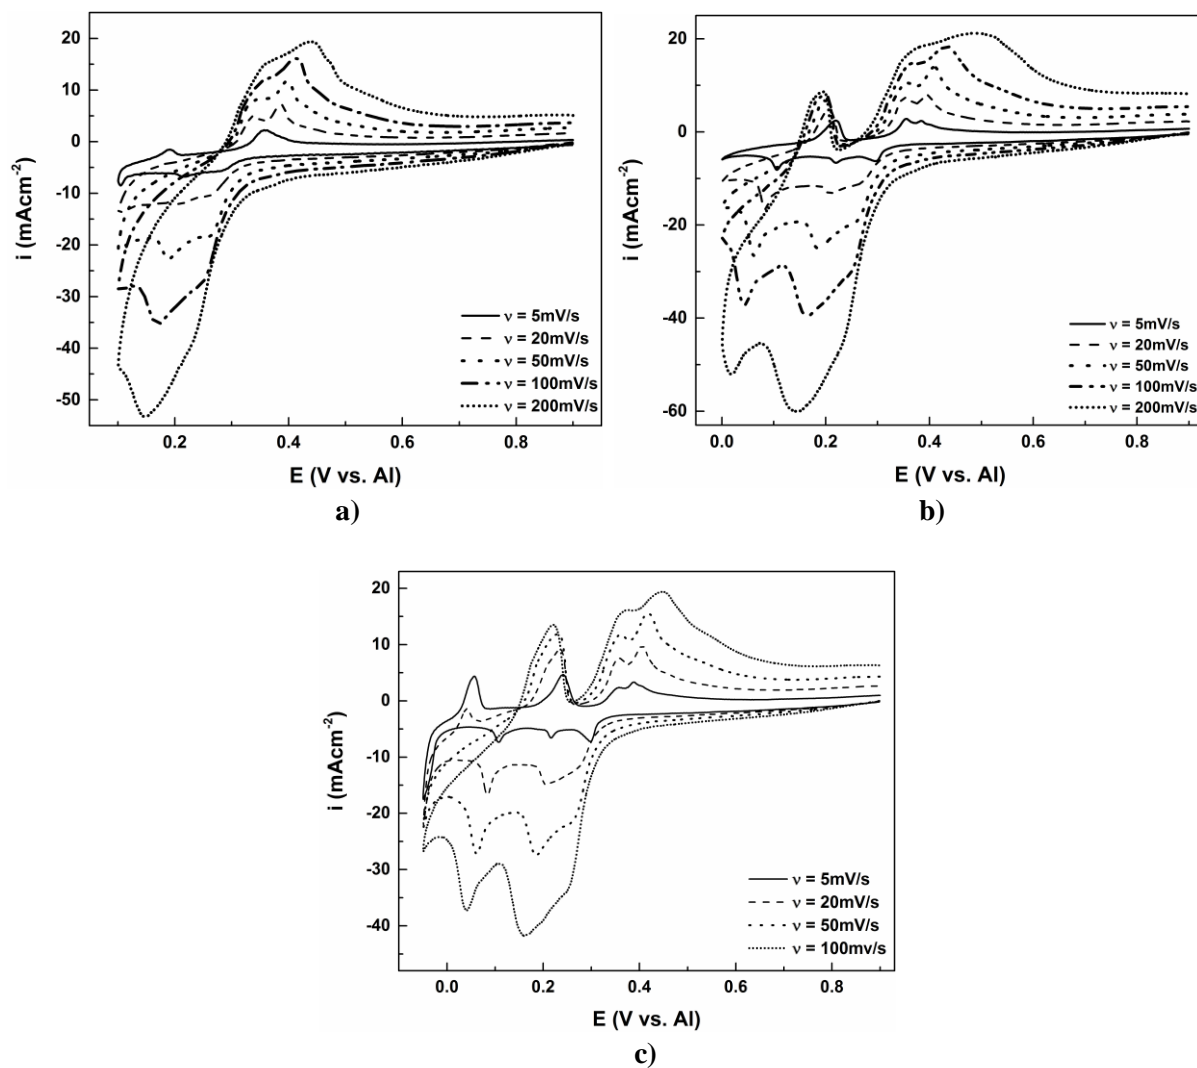 20
10
0
-10
-20
-30
-40
-50
i (mAcm-2)
ν = 5mV/s
ν = 20mV/s
ν = 50mV/s
ν = 100mV/s
ν = 200mV/s
0.2 0.4 0.6 0.8
E (V vs. Al)
a)
20
0
-20
-40
-60
i (mAcm-2)
ν = 5mV/s
ν = 20mV/s
ν = 50mV/s
ν = 100mV/s
ν = 200mV/s
0.0 0.2 0.4 0.6 0.8
E (V vs. Al)
b)
20
10
0
-10
-20
-30
-40
i (mAcm-2)
ν = 5mV/s
ν = 20mV/s
ν = 50mV/s
ν = 100mv/s
0.0 0.2 0.4 0.6 0.8
E (V vs. Al)
c)